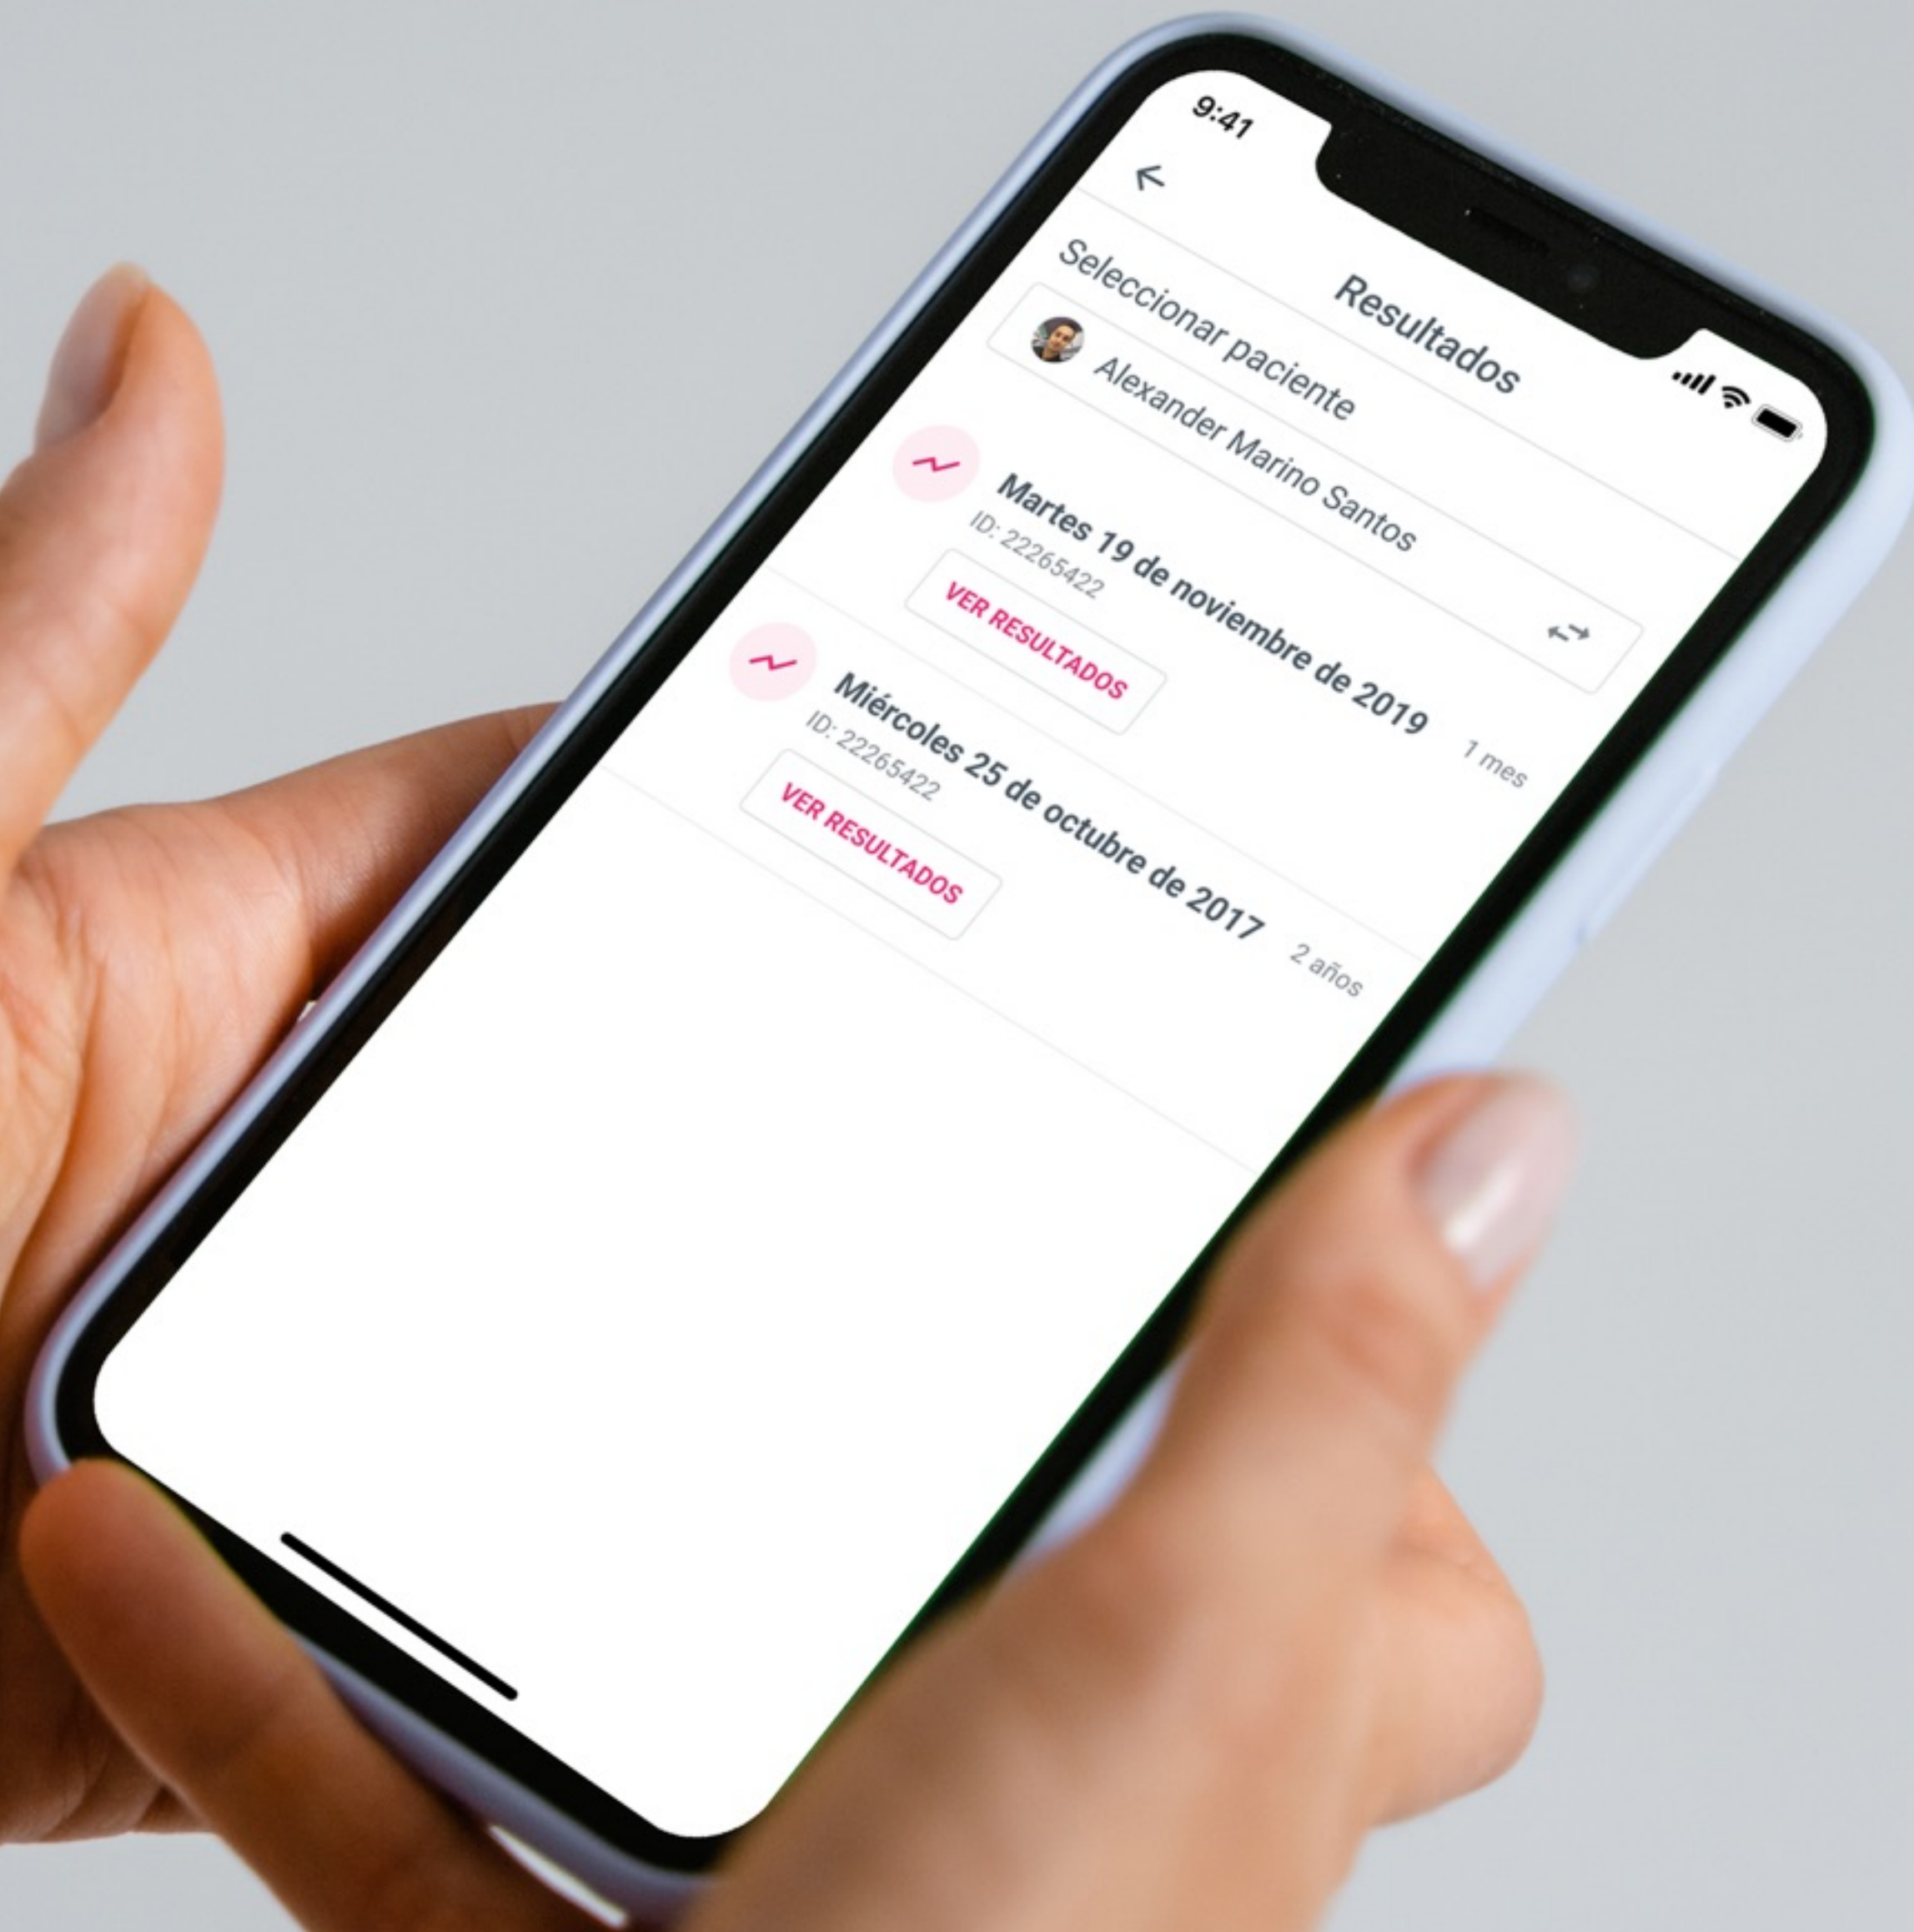 9:41
Resultados
Seleccionar paciente
Alexander Marino Santos
Martes 19 de noviembre de 2019
1 mes
ID: 22265422
VER RESULTADOS
Miércoles 25 de octubre de 2017
2 años
ID: 22265422
VER RESULTADOS